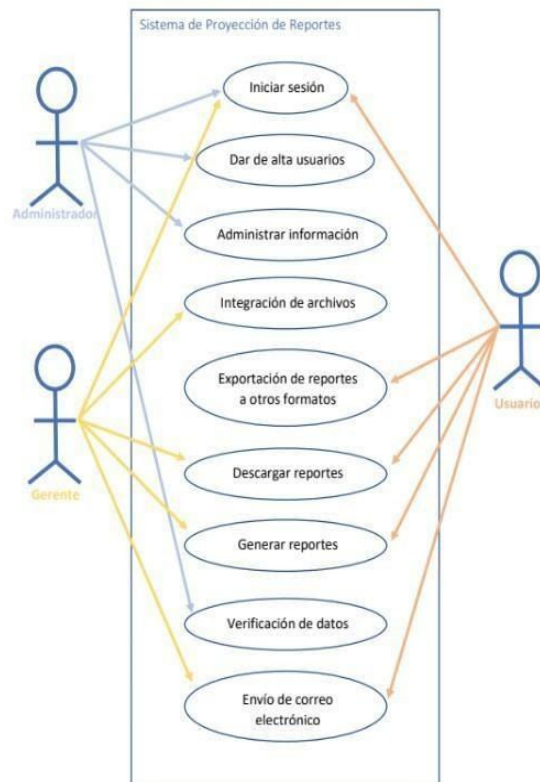 Sistema de Proyección de Reportes
Iniciar sesión
Dar de alta usuarios
Administrador
Administrar información
Integración de archivos
Exportación de reportes
a otros formatos
Usuario
Descargar reportes
Gerente
Generar reportes
Verificación de datos
Envío de correo
electrónico